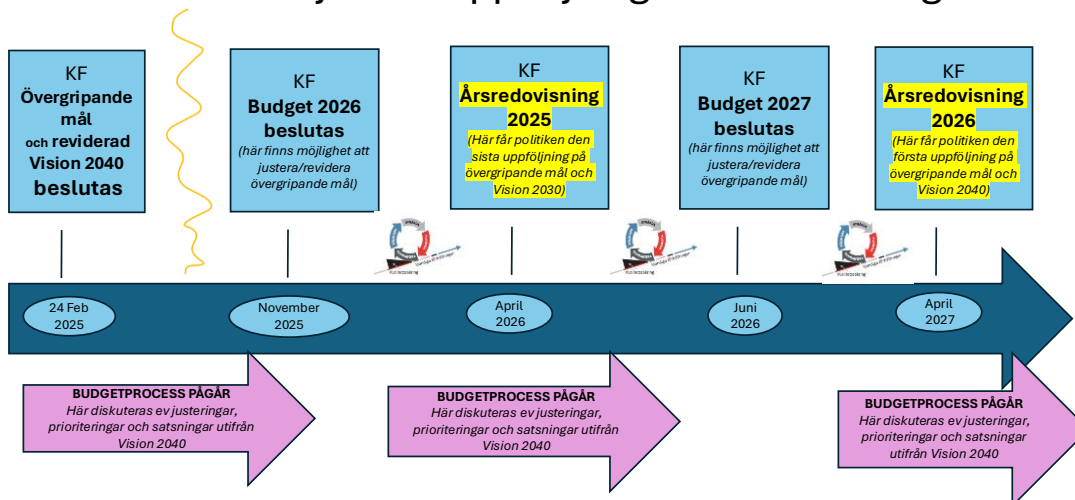 KF
Övergripande
mål
och reviderad
Vision 2040
beslutas
KF
Budget 2026
beslutas
(här finns möjlighet att
justera/revidera
övergripande mål)
KF
Årsredovisning
2025
(Här får politiken den
sista uppföljning på
övergripande mål och
Vision 2030)
KF
Budget 2027
beslutas
(här finns möjlighet att
justera/revidera
övergripande mål)
KF
Årsredovisning
2026
(Här får politiken den
första uppföljning på
övergripande mål och
Vision 2040)
24 Feb
2025
November
2025
April
2026
Juni
2026
April
2027
BUDGETPROCESS PÅGÅR
Här diskuteras ev justeringar,
prioriteringar och satsningar utifrån
Vision 2040
BUDGETPROCESS PÅGÅR
Här diskuteras ev justeringar,
prioriteringar och satsningar utifrån
Vision 2040
BUDGETPROCESS PÅGÅR
Här diskuteras ev justeringar,
prioriteringar och satsningar
utifrån Vision 2040